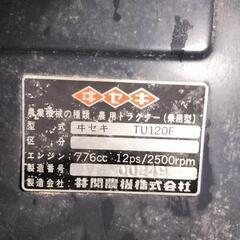 ヰセキ
農業機械の種類 農用トラクター(乗用型)
型式 ヰセキ TU120F
区分
エンジン 776cc 12ps/2500rpm
製造番号 00249
製造者 井関農機株式会社